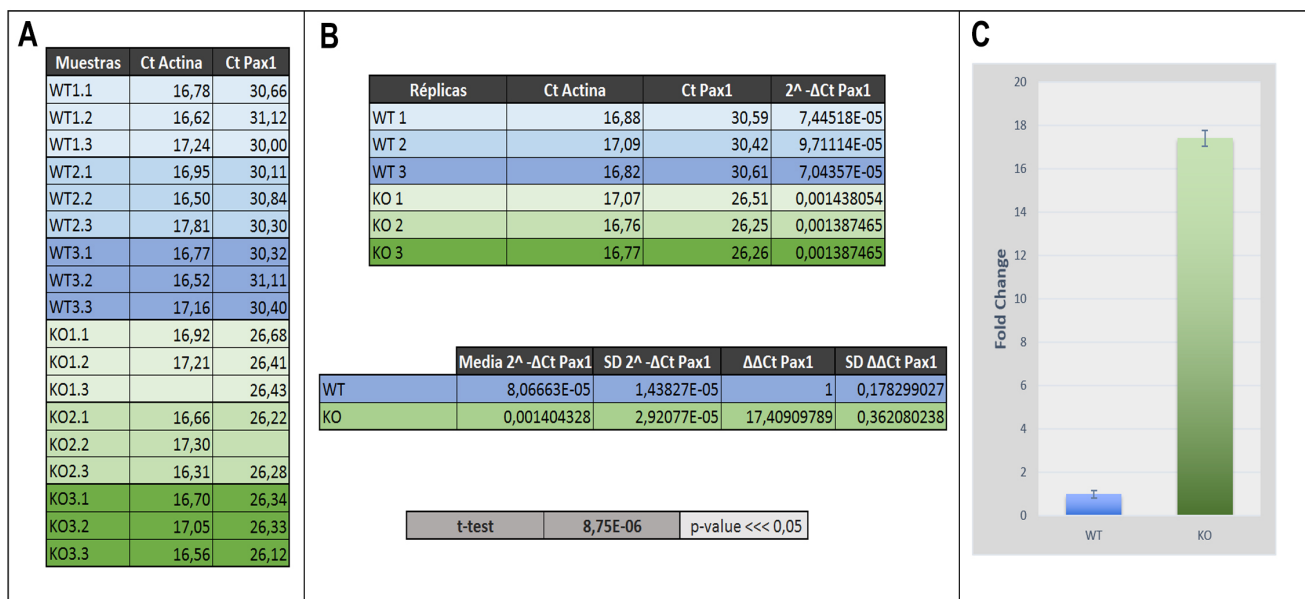 A
Muestras Ct Actina Ct Pax1
WT1.1 16,78 30,66
WT1.2 16,62 31,12
WT1.3 17,24 30,00
WT2.1 16,95 30,11
WT2.2 16,50 30,84
WT2.3 17,81 30,30
WT3.1 16,77 30,32
WT3.2 16,52 31,11
WT3.3 17,16 30,40
KO1.1 16,92 26,68
KO1.2 17,21 26,41
KO1.3 26,43
KO2.1 16,66 26,22
KO2.2 17,30
KO2.3 16,31 26,28
KO3.1 16,70 26,34
KO3.2 17,05 26,33
KO3.3 16,56 26,12
B
Réplicas Ct Actina Ct Pax1 2^ -ΔCt Pax1
WT 1 16,88 30,59 7,44518E-05
WT 2 17,09 30,42 9,71114E-05
WT 3 16,82 30,61 7,04357E-05
KO 1 17,07 26,51 0,001438054
KO 2 16,76 26,25 0,001387465
KO 3 16,77 26,26 0,001387465
Media 2^ -ΔCt Pax1 SD 2^ -ΔCt Pax1 ΔΔCt Pax1 SD ΔΔCt Pax1
WT 8,06663E-05 1,43827E-05 1 0,178299027
KO 0,001404328 2,92077E-05 17,40909789 0,362080238
t-test 8,75E-06 p-value <<< 0,05
C
Fold Change
20
18
16
14
12
10
8
6
4
2
0
WT KO